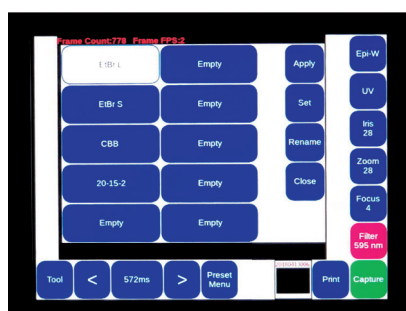 Frame Count:778 Frame FPS:2
EtBr L
Empty
Apply
Epi-W
EtBr S
Empty
Set
UV
CBB
Empty
Rename
Iris
28
20-15-2
Empty
Close
Zoom
28
Empty
Empty
Focus
4
Filter
595 nm
Tool
<
572ms
>
Preset
Menu
Print
Capture